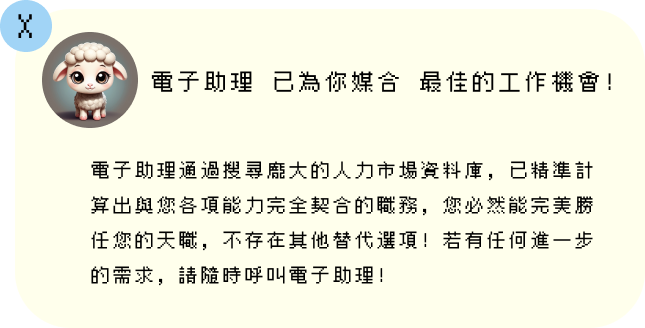 X
電子助理 已為你媒合 最佳的工作機會!
電子助理通過搜尋龐大的人力市場資料庫，已精準計
算出與您各項能力完全契合的職務，您必然能完美勝
任您的天職，不存在其他替代選項!若有任何進一步
的需求，請隨時呼叫電子助理!